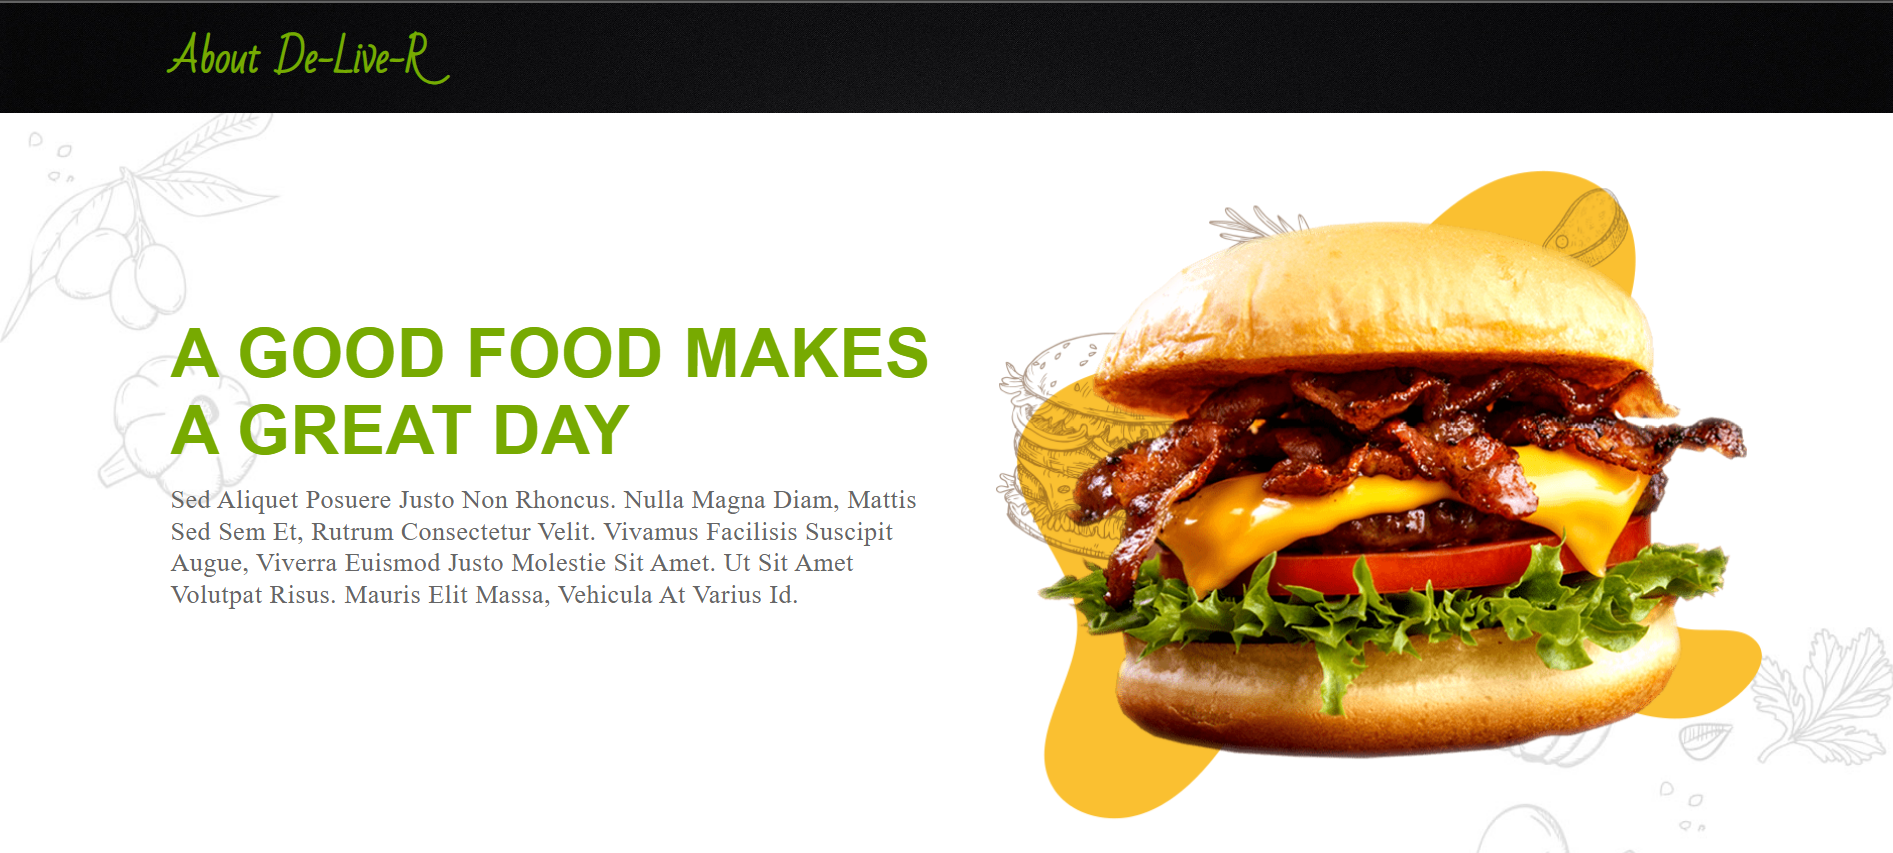 About De-Live-R
A GOOD FOOD MAKES
A GREAT DAY
Sed Aliquet Posuere Justo Non Rhoncus. Nulla Magna Diam, Mattis
Sed Sem Et, Rutrum Consectetur Velit. Vivamus Facilisis Suscipit
Augue, Viverra Euismod Justo Molestie Sit Amet. Ut Sit Amet
Volutpat Risus. Mauris Elit Massa, Vehicula At Varius Id.